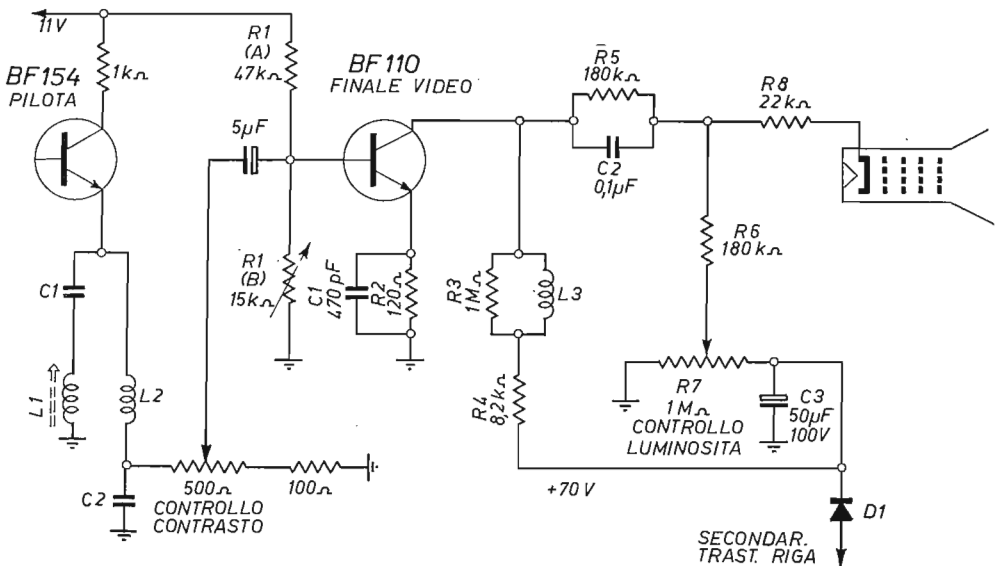 11V
BF154
PILOTA
1kΩ
R1
(A)
47kΩ
BF110
FINALE VIDEO
5µF
R5
180kΩ
C2
0,1µF
R8
22kΩ
R6
180kΩ
C1
R1
(B)
15kΩ
C1
470pF
R2
120Ω
R3
1MΩ
L3
L1
L2
R4
8,2kΩ
R7
1MΩ
CONTROLLO
LUMINOSITA
C3
50µF
100V
C2
500Ω
CONTROLLO
CONTRASTO
100Ω
+70V
D1
SECONDAR.
TRAST. RIGA